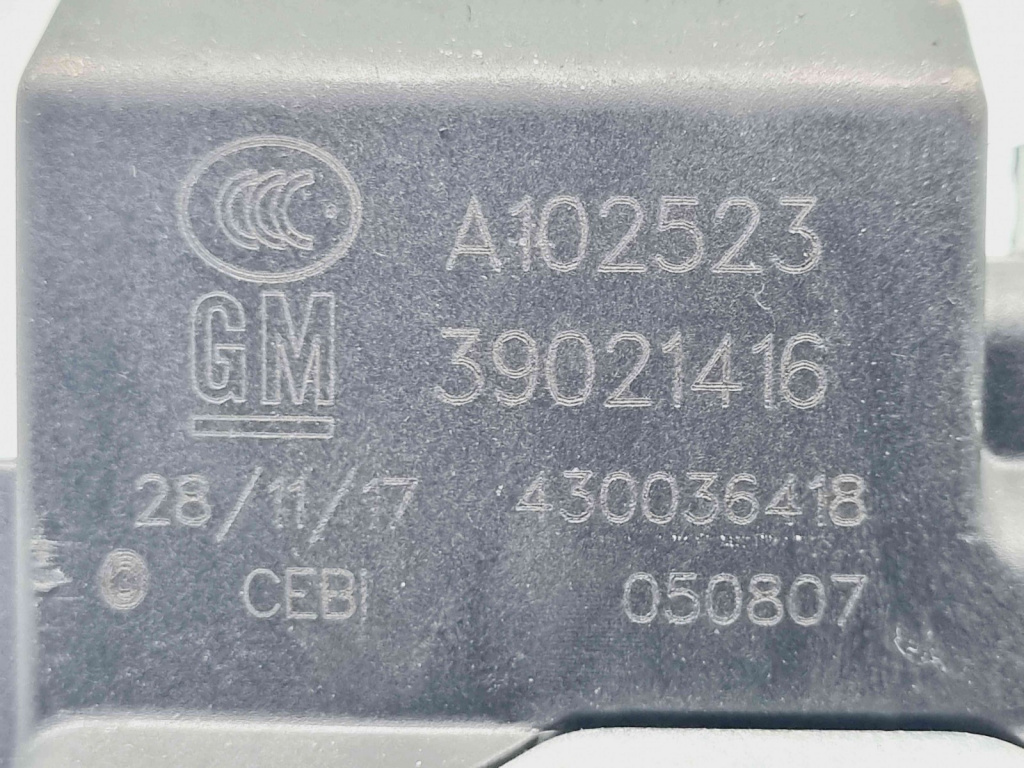 CCC A102523
GM 39021416
28/11/17 430036418
C CEBI 050807